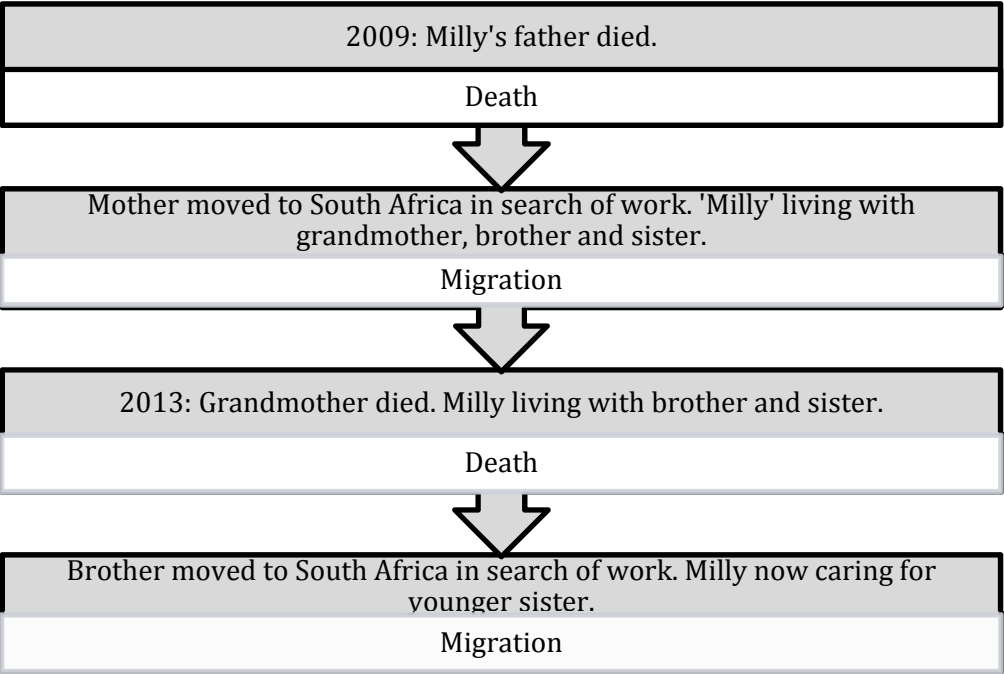 2009: Milly's father died.
Death
Mother moved to South Africa in search of work. 'Milly' living with
grandmother, brother and sister.
Migration
2013: Grandmother died. Milly living with brother and sister.
Death
Brother moved to South Africa in search of work. Milly now caring for
younger sister.
Migration